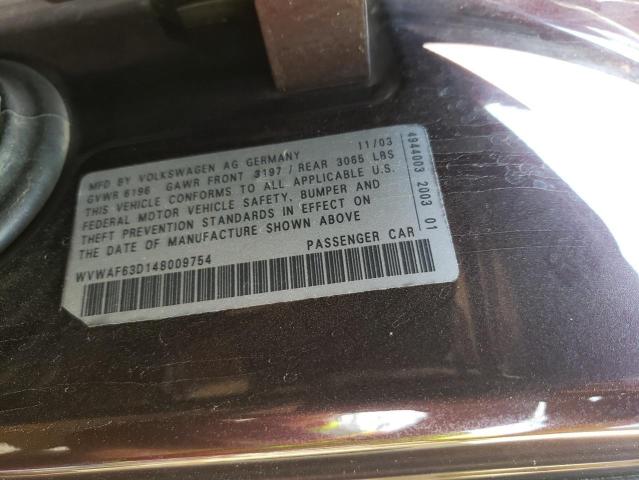 MFD BY VOLKSWAGEN AG GERMANY 11/03
GVWR 6196 GAWR FRONT 3197 / REAR 3065 LBS
THIS VEHICLE CONFORMS TO ALL APPLICABLE U.S.
FEDERAL MOTOR VEHICLE SAFETY, BUMPER AND
THEFT PREVENTION STANDARDS IN EFFECT ON
THE DATE OF MANUFACTURE SHOWN ABOVE
WVWAF63D148009754 PASSENGER CAR
4944003 2003 01